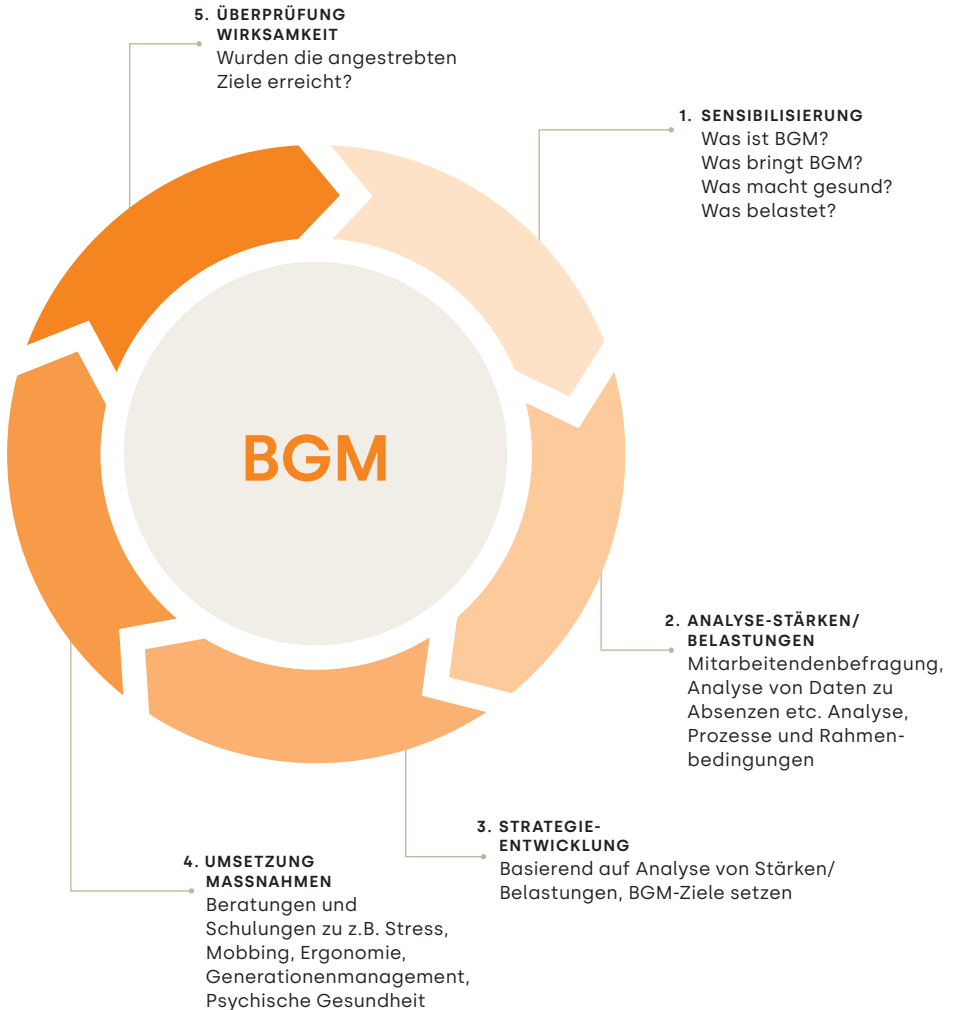 5. ÜBERPRÜFUNG
WIRKSAMKEIT
Wurden die angestrebten
Ziele erreicht?
1. SENSIBILISIERUNG
Was ist BGM?
Was bringt BGM?
Was macht gesund?
Was belastet?
BGM
2. ANALYSE-STÄRKEN/
BELASTUNGEN
Mitarbeitendenbefragung,
Analyse von Daten zu
Absenzen etc. Analyse,
Prozesse und Rahmen-
bedingungen
3. STRATEGIE-
ENTWICKLUNG
Basierend auf Analyse von Stärken/
Belastungen, BGM-Ziele setzen
4. UMSETZUNG
MASSNAHMEN
Beratungen und
Schulungen zu z.B. Stress,
Mobbing, Ergonomie,
Generationenmanagement,
Psychische Gesundheit